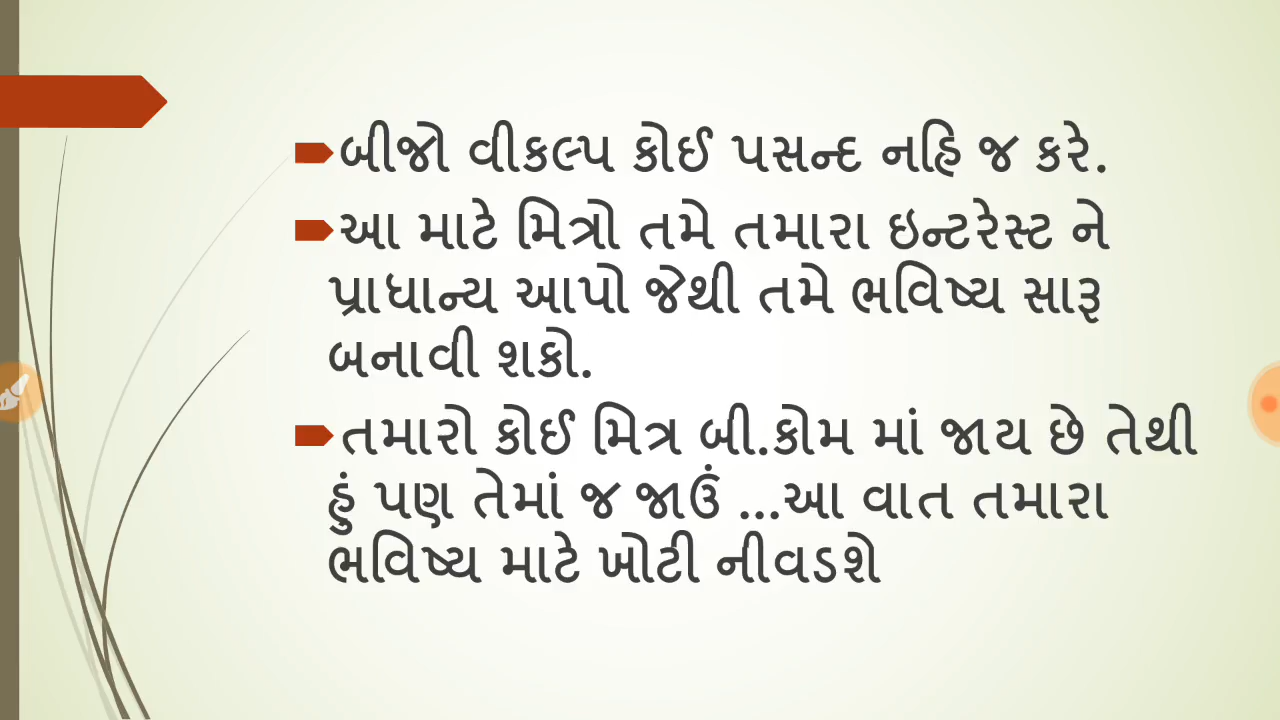 બીજો વીકલ્પ કોઈ પસન્દ નહિ જ કરે.
આ માટે મિત્રો તમે તમારા ઇન્ટરેસ્ટ ને
પ્રાધાન્ય આપો જેથી તમે ભવિષ્ય સારૂ
બનાવી શકો.
તમારો કોઈ મિત્ર બી.કોમ માં જાય છે તેથી
હું પણ તેમાં જ જાઉં ...આ વાત તમારા
ભવિષ્ય માટે ખોટી નીવડશે